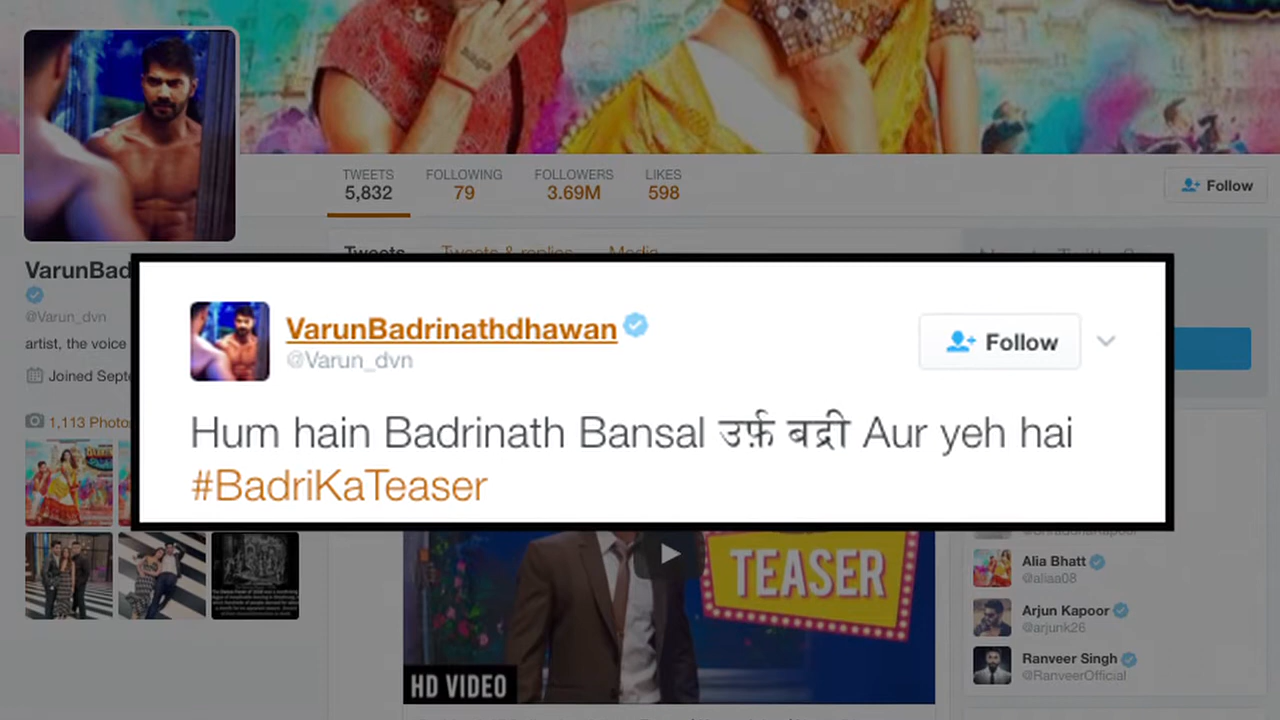 TWEETS FOLLOWING FOLLOWERS LIKES
5,832 79 3.69M 598
Follow
Tweets Tweets & replies Media
VarunBad
@Varun_dvn
artist, the voice
Joined Sept
1,113 Photo
VarunBadrinathdhawan
@Varun_dvn
Follow
Hum hain Badrinath Bansal उर्फ़ बद्री Aur yeh hai
#BadriKaTeaser
TEASER
HD VIDEO
Alia Bhatt
@aliaa08
Arjun Kapoor
@arjunk26
Ranveer Singh
@RanveerOfficial